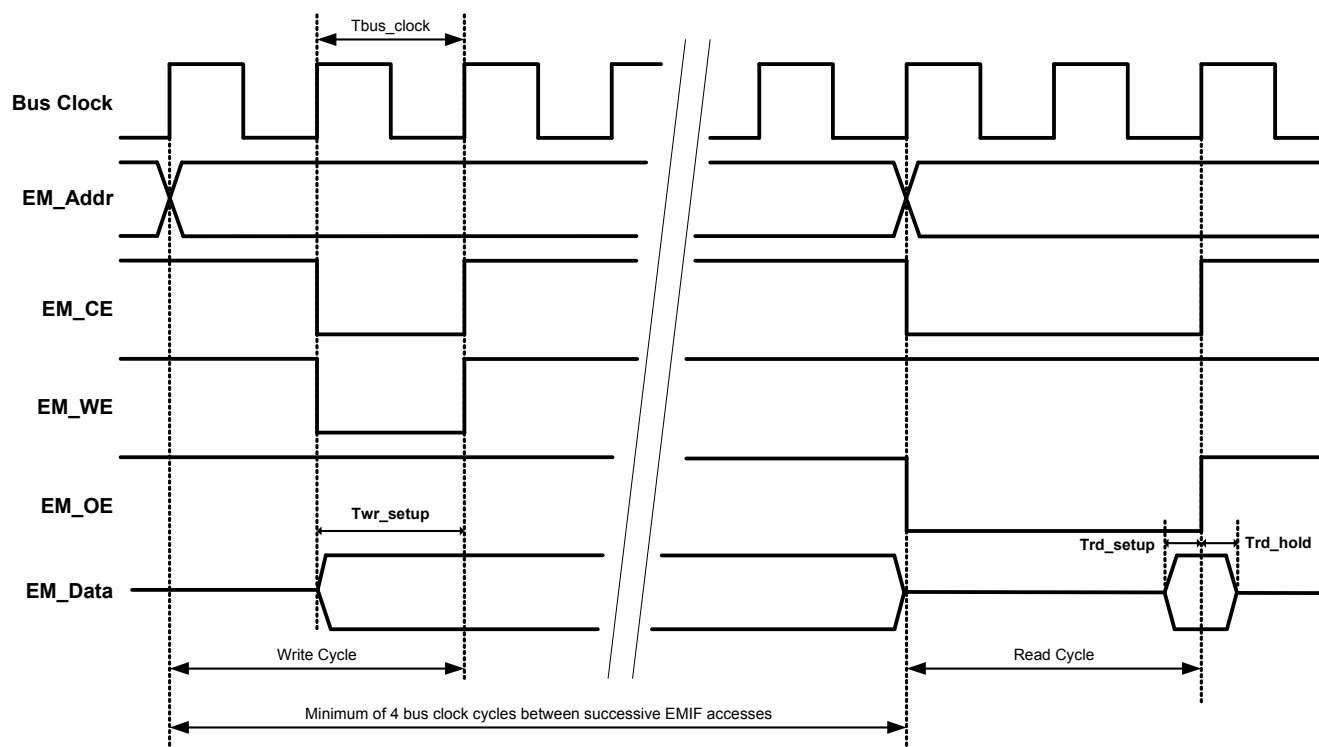 Tbus_clock
Bus Clock
EM_Addr
EM_CE
EM_WE
EM_OE
Twr_setup
Trd_setup
Trd_hold
EM_Data
Write Cycle
Read Cycle
Minimum of 4 bus clock cycles between successive EMIF accesses